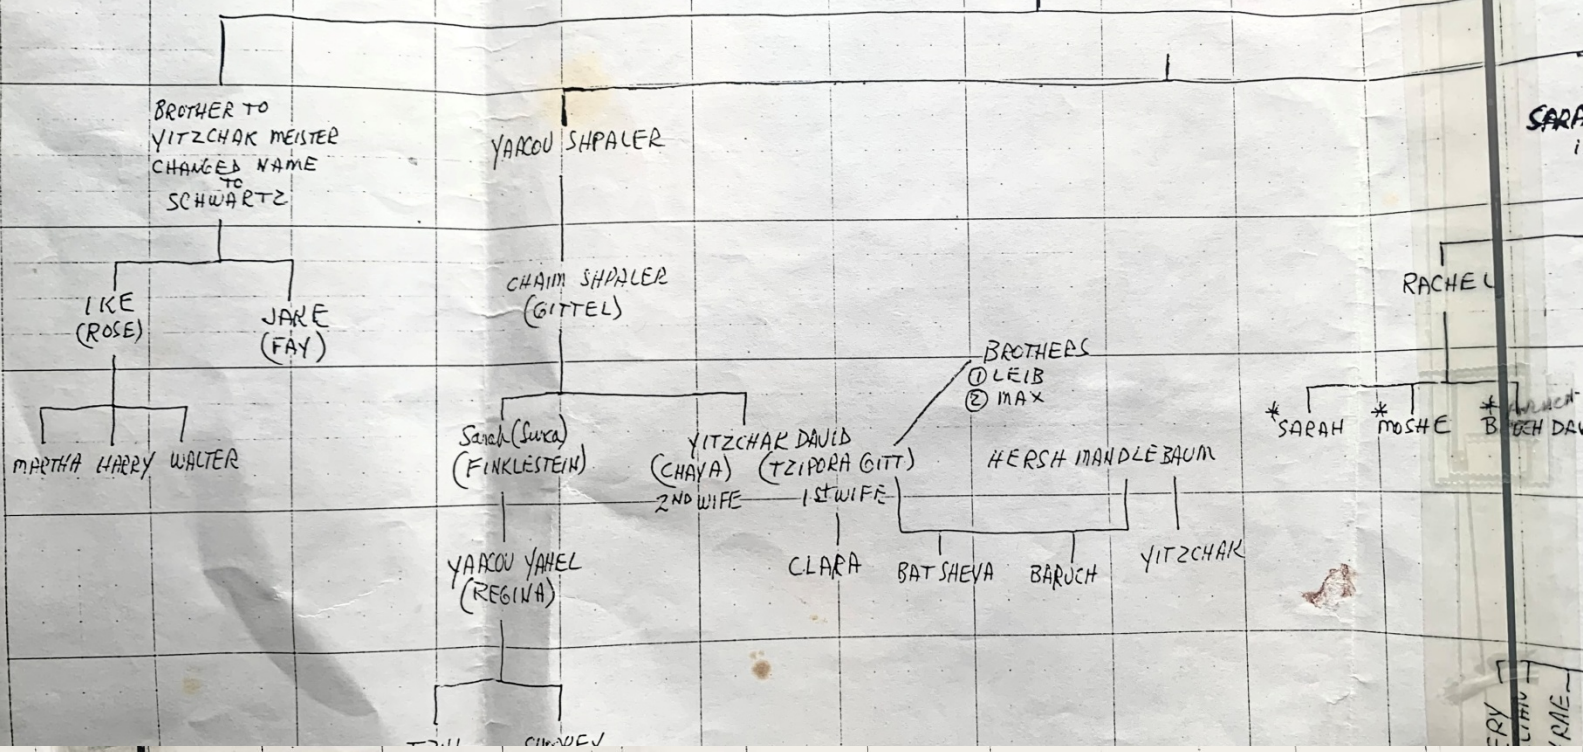 BROTHER TO
YITZCHAK MEISTER
CHANGED NAME
TO
SCHWARTZ
YAACOV SHPALER
SARA
IKE
(ROSE)
JAKE
(FAY)
CHAIM SHPALER
(GITTEL)
RACHEL
BROTHERS
① LEIB
② MAX
MARTHA HARRY WALTER
Sarah (Sura)
(FINKLESTEIN)
YITZCHAK DAVID
(CHAYA) (TZIPORA GITT)
2ND WIFE 1st WIFE
HERSH MANDLEBAUM
*SARAH *MOSHE
YAACOV YAHEL
(REGINA)
CLARA
BATSHEVA
BARUCH
YITZCHAK